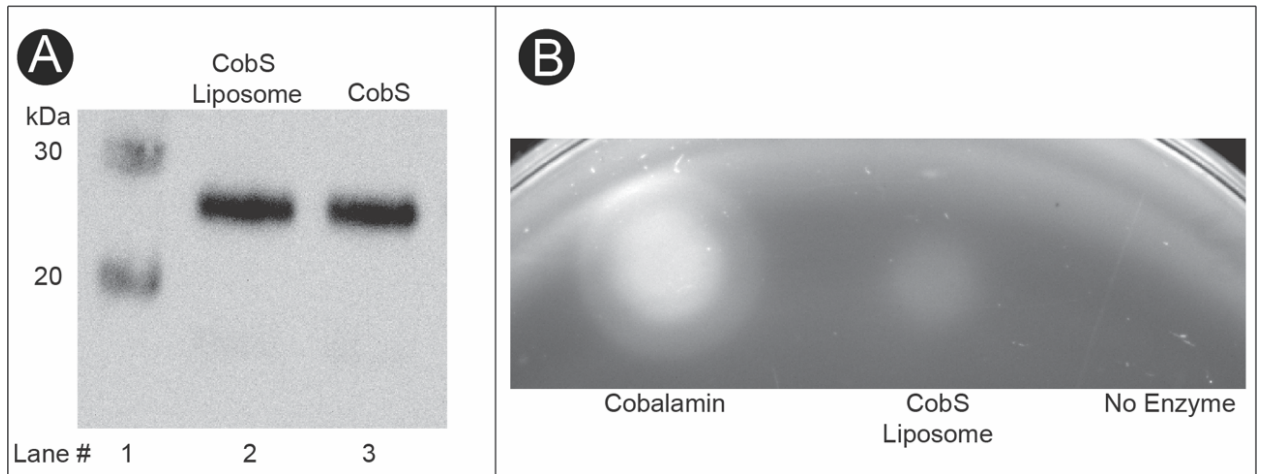 A
CobS
Liposome
CobS
kDa
30
20
Lane # 1 2 3
B
Cobalamin
CobS
Liposome
No Enzyme